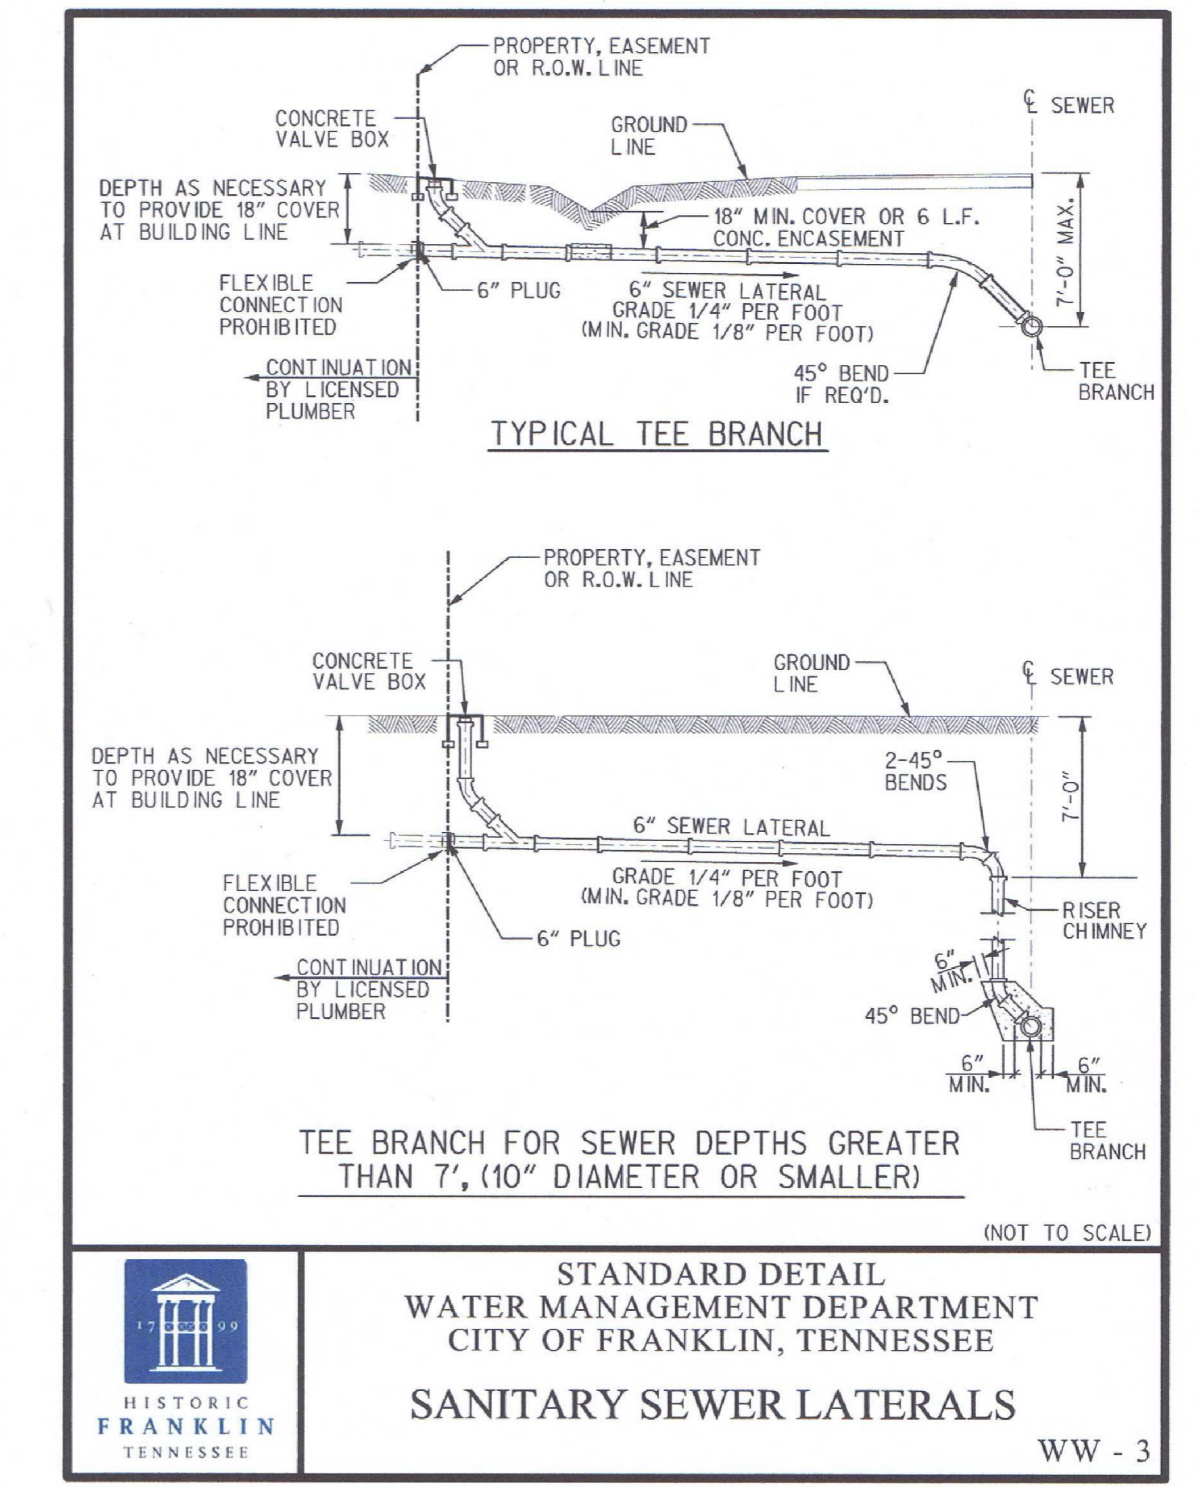 PROPERTY, EASEMENT
OR R.O.W. LINE
CONCRETE
VALVE BOX
GROUND
LINE
℄ SEWER
DEPTH AS NECESSARY
TO PROVIDE 18" COVER
AT BUILDING LINE
18" MIN. COVER OR 6 L.F.
CONC. ENCASEMENT
7'-0" MAX.
FLEXIBLE
CONNECTION
PROHIBITED
6" PLUG
6" SEWER LATERAL
GRADE 1/4" PER FOOT
(MIN. GRADE 1/8" PER FOOT)
CONTINUATION
BY LICENSED
PLUMBER
45° BEND
IF REQ'D.
TEE
BRANCH
TYPICAL TEE BRANCH
PROPERTY, EASEMENT
OR R.O.W. LINE
CONCRETE
VALVE BOX
GROUND
LINE
℄ SEWER
DEPTH AS NECESSARY
TO PROVIDE 18" COVER
AT BUILDING LINE
2-45°
BENDS
7'-0"
6" SEWER LATERAL
GRADE 1/4" PER FOOT
(MIN. GRADE 1/8" PER FOOT)
FLEXIBLE
CONNECTION
PROHIBITED
6" PLUG
RISER
CHIMNEY
CONTINUATION
BY LICENSED
PLUMBER
6"
MIN.
45° BEND
6"
MIN.
6"
MIN.
TEE
BRANCH
TEE BRANCH FOR SEWER DEPTHS GREATER
THAN 7', (10" DIAMETER OR SMALLER)
(NOT TO SCALE)
17 99
HISTORIC
FRANKLIN
TENNESSEE
STANDARD DETAIL
WATER MANAGEMENT DEPARTMENT
CITY OF FRANKLIN, TENNESSEE
SANITARY SEWER LATERALS
WW - 3